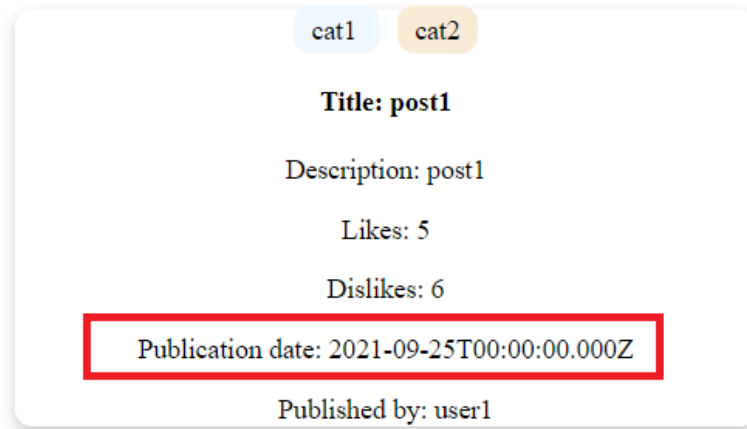 cat1 cat2
Title: post1
Description: post1
Likes: 5
Dislikes: 6
Publication date: 2021-09-25T00:00:00.000Z
Published by: user1